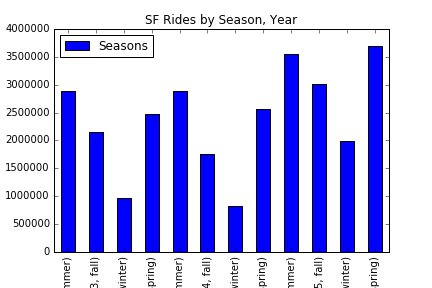 SF Rides by Season, Year
4000000
3500000
3000000
2500000
2000000
1500000
1000000
500000
0
Seasons
mmer)
3, fall)
winter)
pring)
mmer)
4, fall)
winter)
pring)
mmer)
5, fall)
winter)
pring)